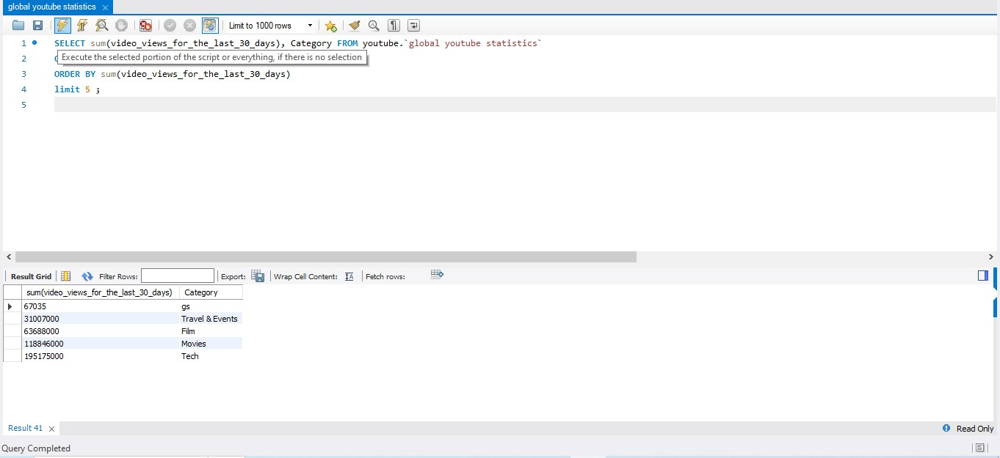 global youtube statistics
Limit to 1000 rows
1 SELECT sum(video_views_for_the_last_30_days), Category FROM youtube.`global youtube statistics`
2
Execute the selected portion of the script or everything, if there is no selection
3 ORDER BY sum(video_views_for_the_last_30_days)
4 limit 5 ;
5
Result Grid Filter Rows: Export: Wrap Cell Content: Fetch rows:
sum(video_views_for_the_last_30_days) Category
67035 gs
31007000 Travel & Events
63688000 Film
118846000 Movies
195175000 Tech
Result 41 Read Only
Query Completed